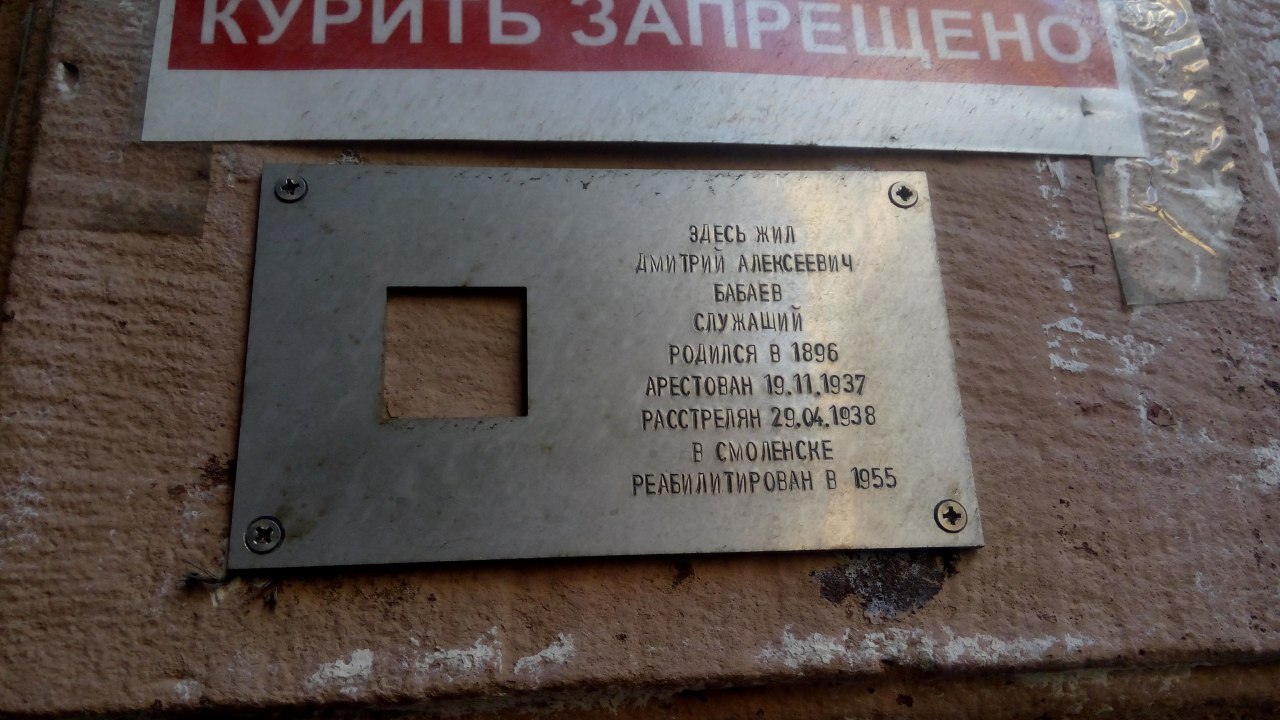 КУРИТЬ ЗАПРЕЩЕНО
ЗДЕСЬ ЖИЛ
ДМИТРИЙ АЛЕКСЕЕВИЧ
БАБАЕВ
СЛУЖАЩИЙ
РОДИЛСЯ В 1896
АРЕСТОВАН 19.11.1937
РАССТРЕЛЯН 29.04.1938
В СМОЛЕНСКЕ
РЕАБИЛИТИРОВАН В 1955